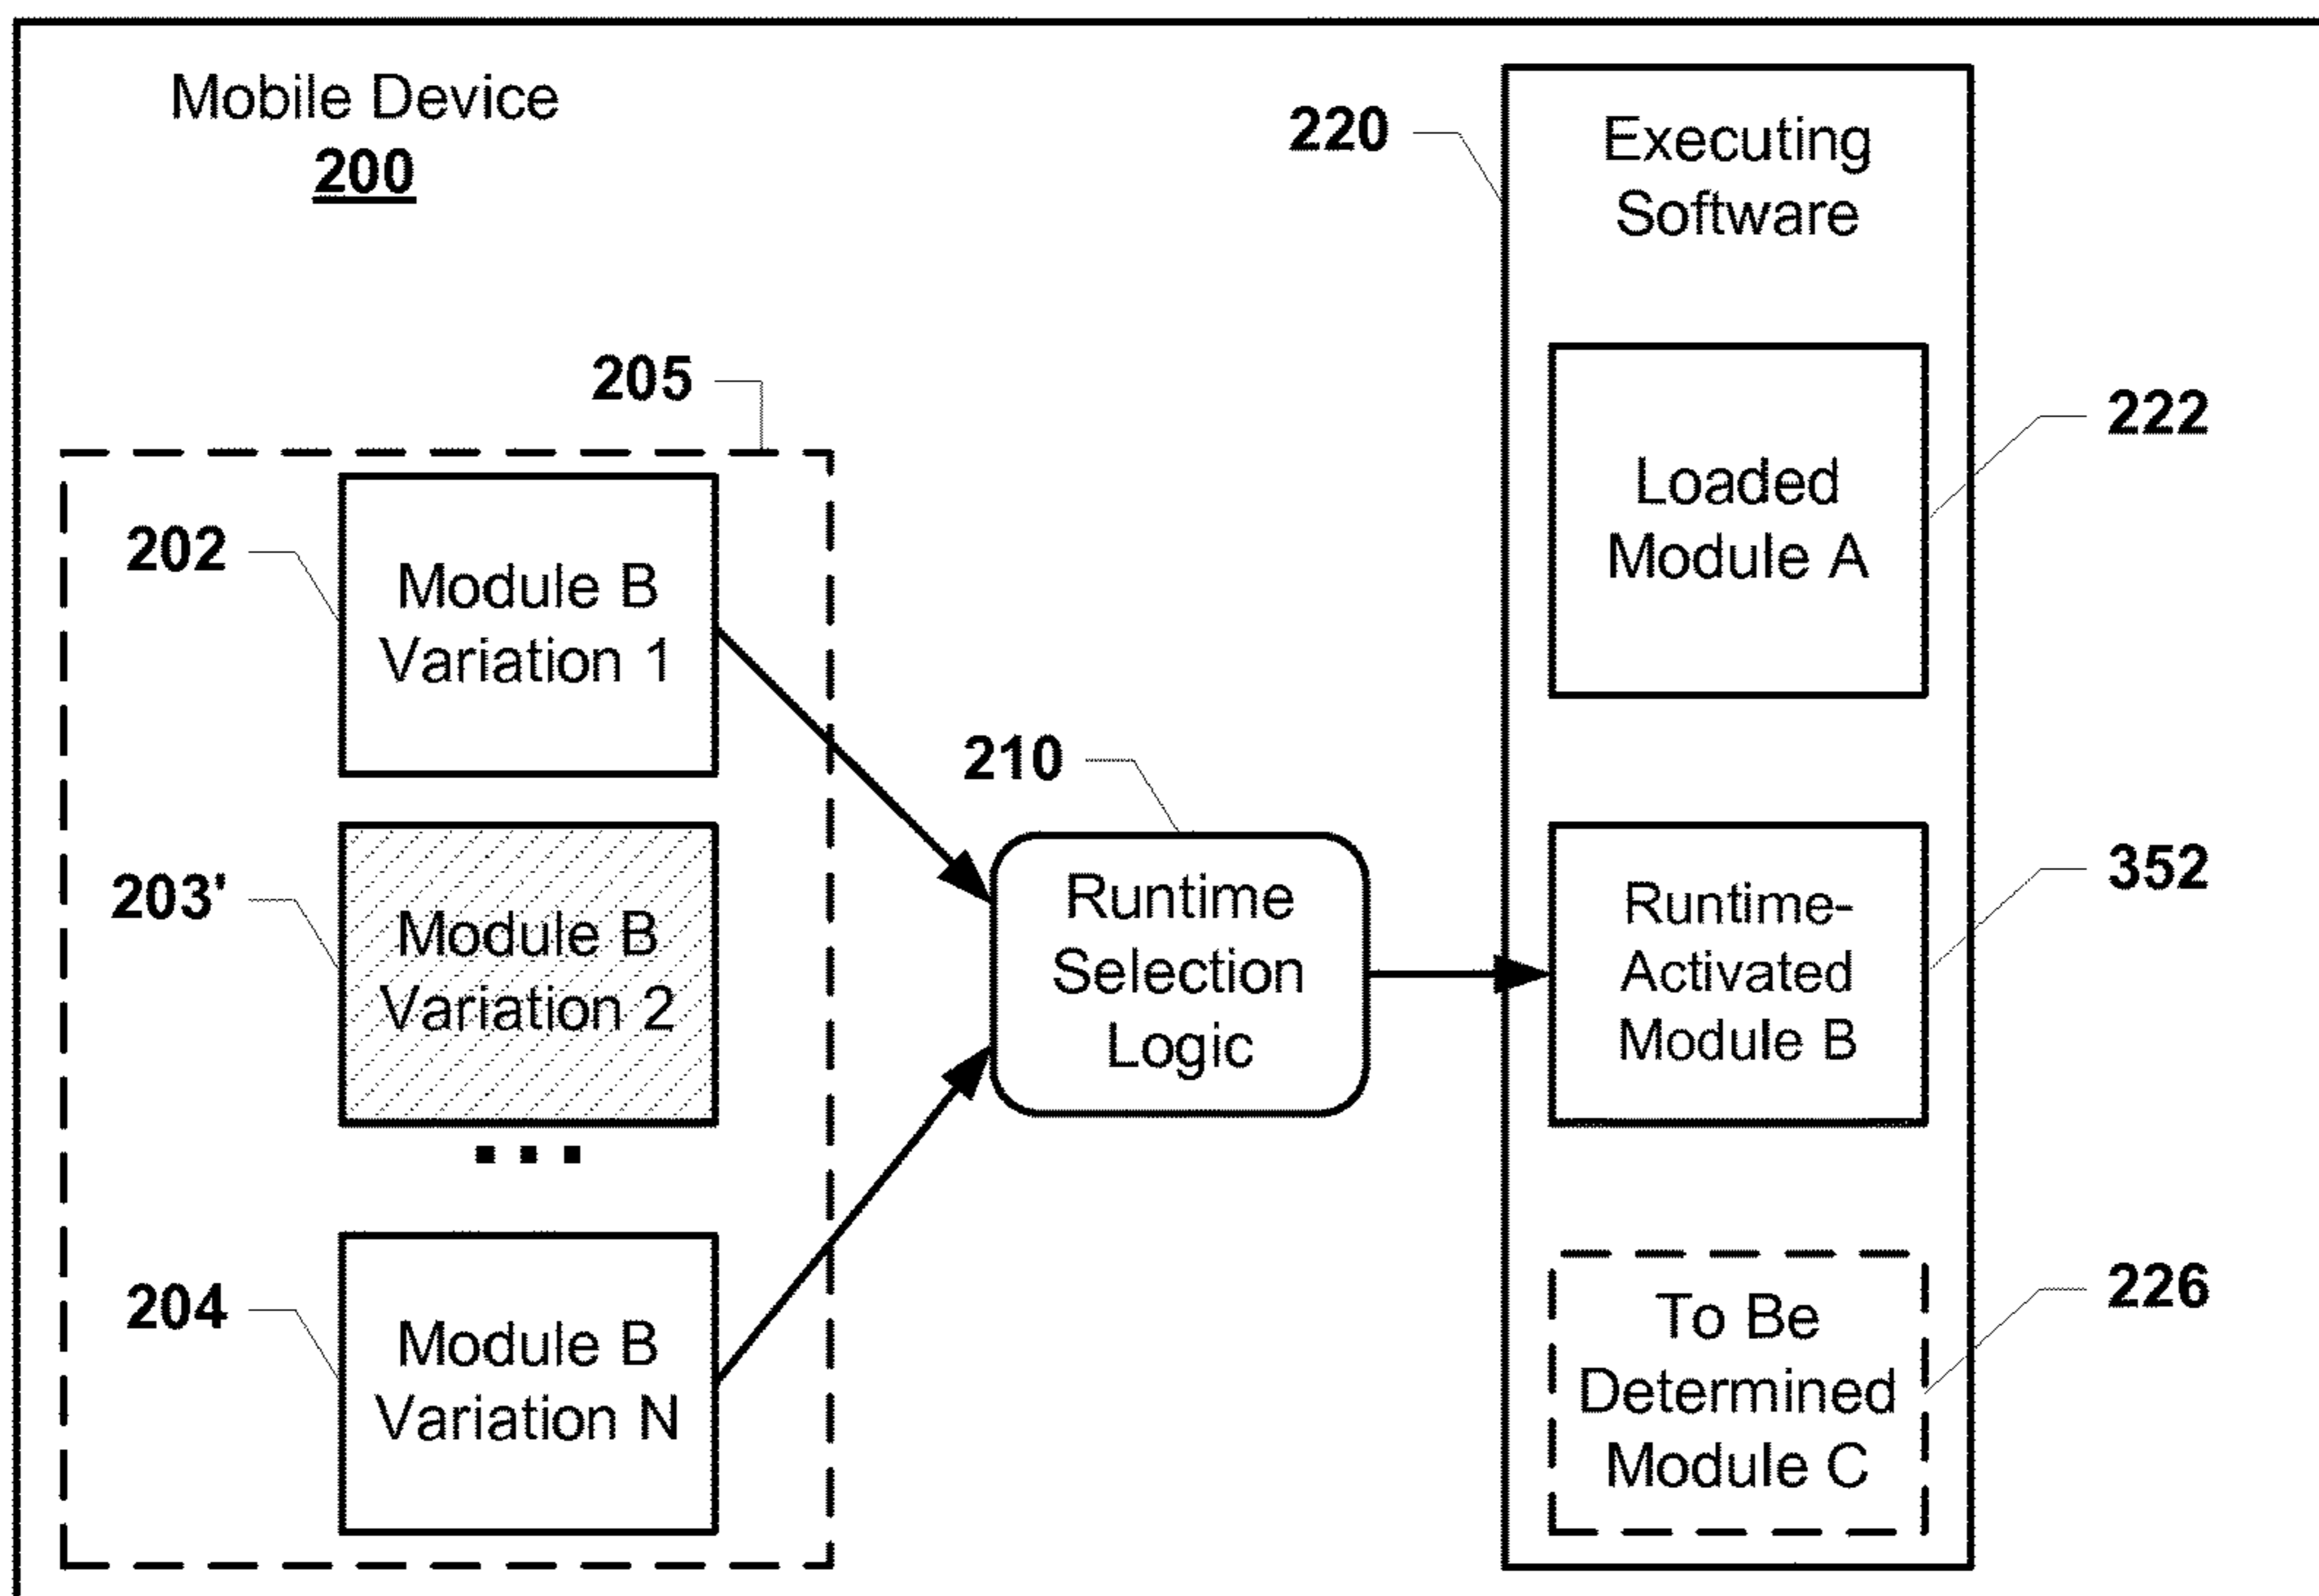 Mobile Device
200
220
Executing
Software
205
222
Loaded
Module A
202
Module B
Variation 1
210
Runtime
Selection
Logic
203'
Module B
Variation 2
...
352
Runtime-
Activated
Module B
204
Module B
Variation N
226
To Be
Determined
Module C